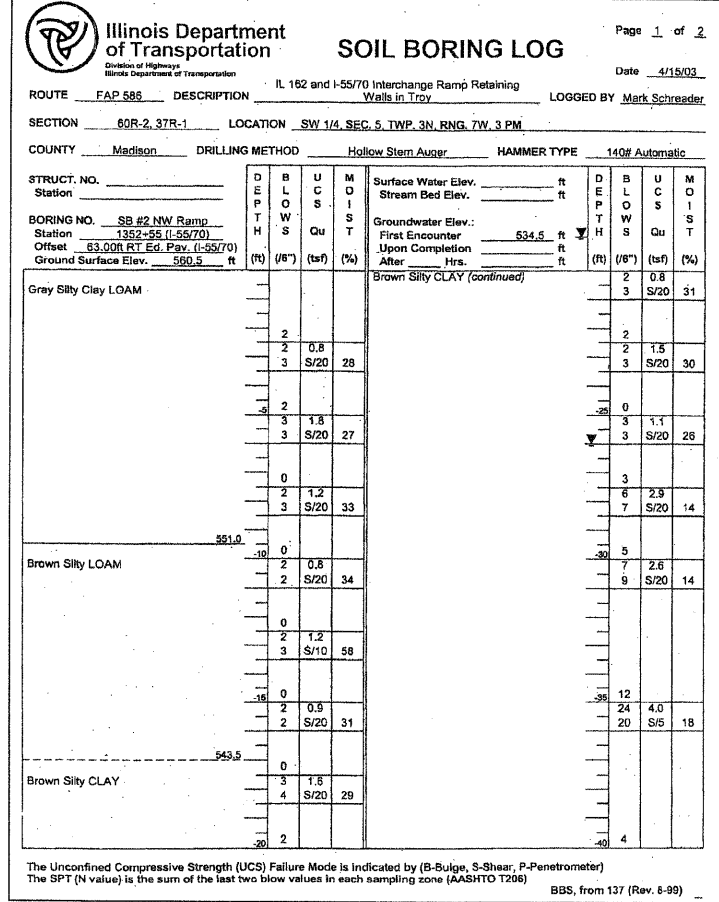 Illinois Department
of Transportation
Division of Highways
Illinois Department of Transportation
SOIL BORING LOG
Page 1 of 2
Date 4/15/03
ROUTE FAP 586 DESCRIPTION IL 162 and I-55/70 Interchange Ramp Retaining
Walls in Troy LOGGED BY Mark Schreader
SECTION 60R-2, 37R-1 LOCATION SW 1/4, SEC. 5, TWP. 3N, RNG. 7W, 3 PM
COUNTY Madison DRILLING METHOD Hollow Stem Auger HAMMER TYPE 140# Automatic
STRUCT. NO.
Station
BORING NO. SB #2 NW Ramp
Station 1352+55 (I-55/70)
Offset 63.00ft RT Ed. Pav. (I-55/70)
Ground Surface Elev. 560.5 ft
DEPTH (ft)
BLOWS (/6")
UCS Qu (tsf)
MOIST (%)
Surface Water Elev. ft
Stream Bed Elev. ft
Groundwater Elev.:
First Encounter 534.5 ft
Upon Completion ft
After Hrs. ft
DEPTH (ft)
BLOWS (/6")
UCS Qu (tsf)
MOIST (%)
Gray Silty Clay LOAM
2
2 0.8
3 S/20 28
-5 2
3 1.8
3 S/20 27
0
2 1.2
3 S/20 33
551.0
-10 0
Brown Silty LOAM
2 0.8
2 S/20 34
0
2 1.2
3 S/10 58
-15 0
2 0.9
2 S/20 31
543.5
0
Brown Silty CLAY
3 1.6
4 S/20 29
-20 2
Brown Silty CLAY (continued)
2 0.8
3 S/20 31
2
2 1.5
3 S/20 30
-25 0
3 1.1
3 S/20 26
3
6 2.9
7 S/20 14
-30 5
7 2.6
9 S/20 14
-35 12
24 4.0
20 S/5 18
-40 4
The Unconfined Compressive Strength (UCS) Failure Mode is indicated by (B-Bulge, S-Shear, P-Penetrometer)
The SPT (N value) is the sum of the last two blow values in each sampling zone (AASHTO T206)
BBS, from 137 (Rev. 8-99)